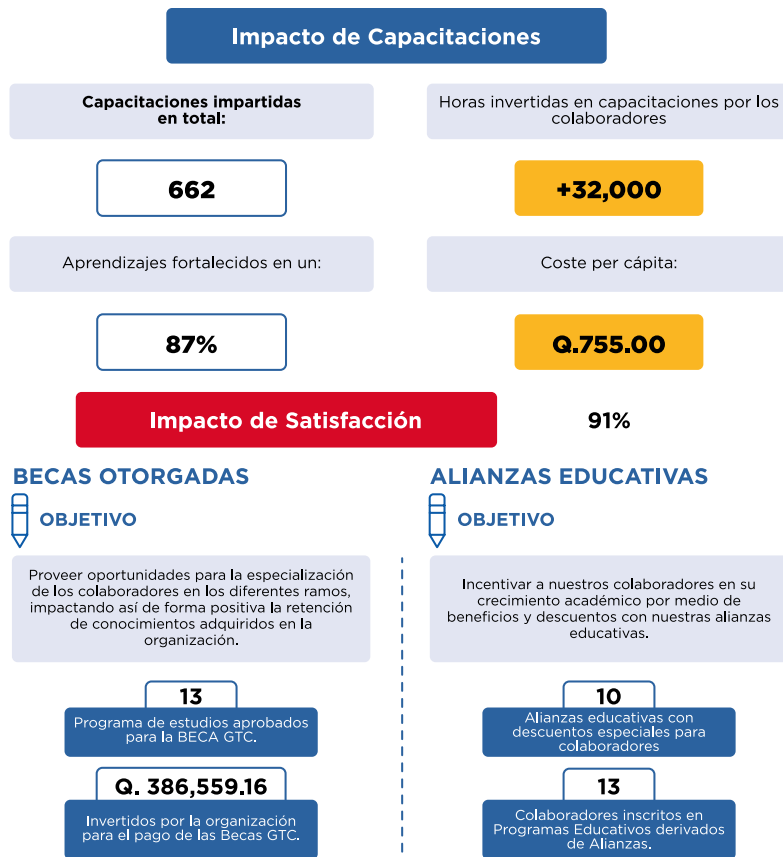 Impacto de Capacitaciones
Capacitaciones impartidas
en total:
662
Horas invertidas en capacitaciones por los
colaboradores
+32,000
Aprendizajes fortalecidos en un:
87%
Coste per cápita:
Q.755.00
Impacto de Satisfacción
91%
BECAS OTORGADAS
OBJETIVO
Proveer oportunidades para la especialización
de los colaboradores en los diferentes ramos,
impactando así de forma positiva la retención
de conocimientos adquiridos en la
organización.
13
Programa de estudios aprobados
para la BECA GTC.
Q. 386,559.16
Invertidos por la organización
para el pago de las Becas GTC.
ALIANZAS EDUCATIVAS
OBJETIVO
Incentivar a nuestros colaboradores en su
crecimiento académico por medio de
beneficios y descuentos con nuestras alianzas
educativas.
10
Alianzas educativas con
descuentos especiales para
colaboradores
13
Colaboradores inscritos en
Programas Educativos derivados
de Alianzas.